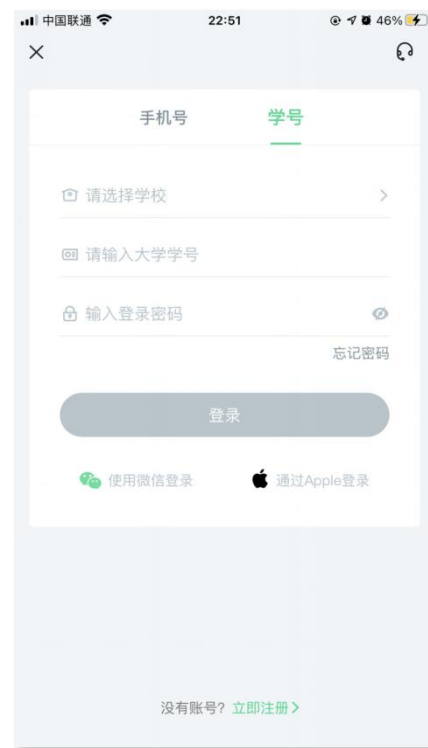 中国联通 22:51 46%
手机号 学号
请选择学校
请输入大学学号
输入登录密码
忘记密码
登录
使用微信登录 通过Apple登录
没有账号? 立即注册